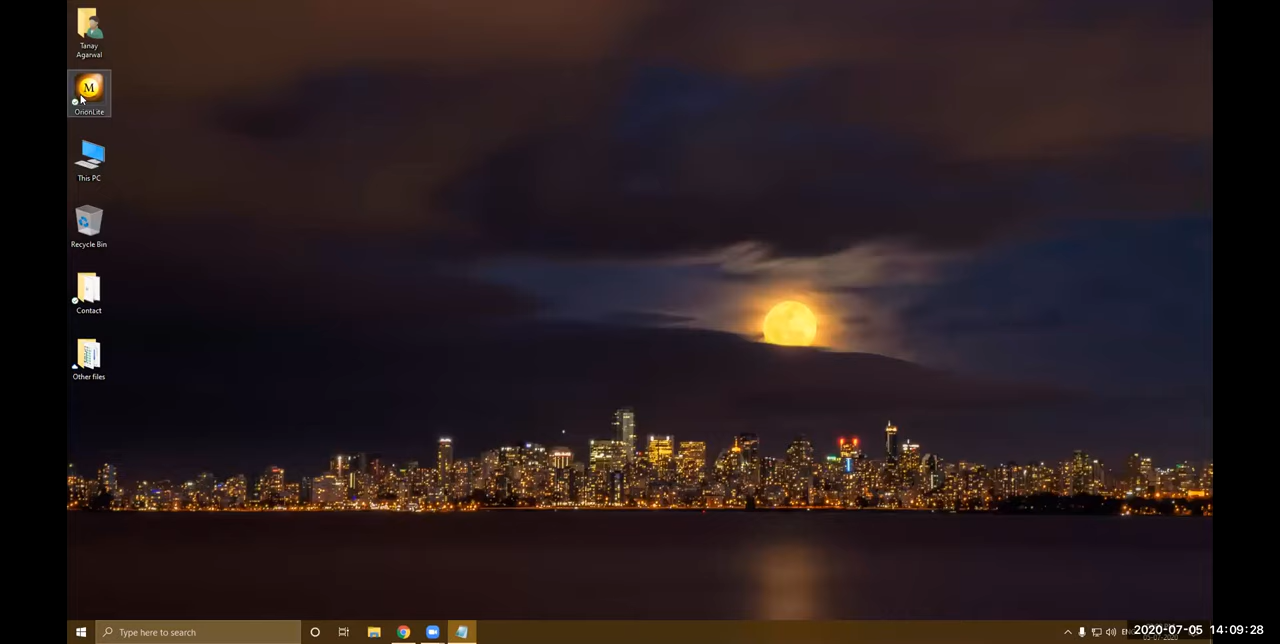 Tanay
Agarwal
M
OrionLite
This PC
Recycle Bin
Contact
Other files
Type here to search
2020-07-05 14:09:28